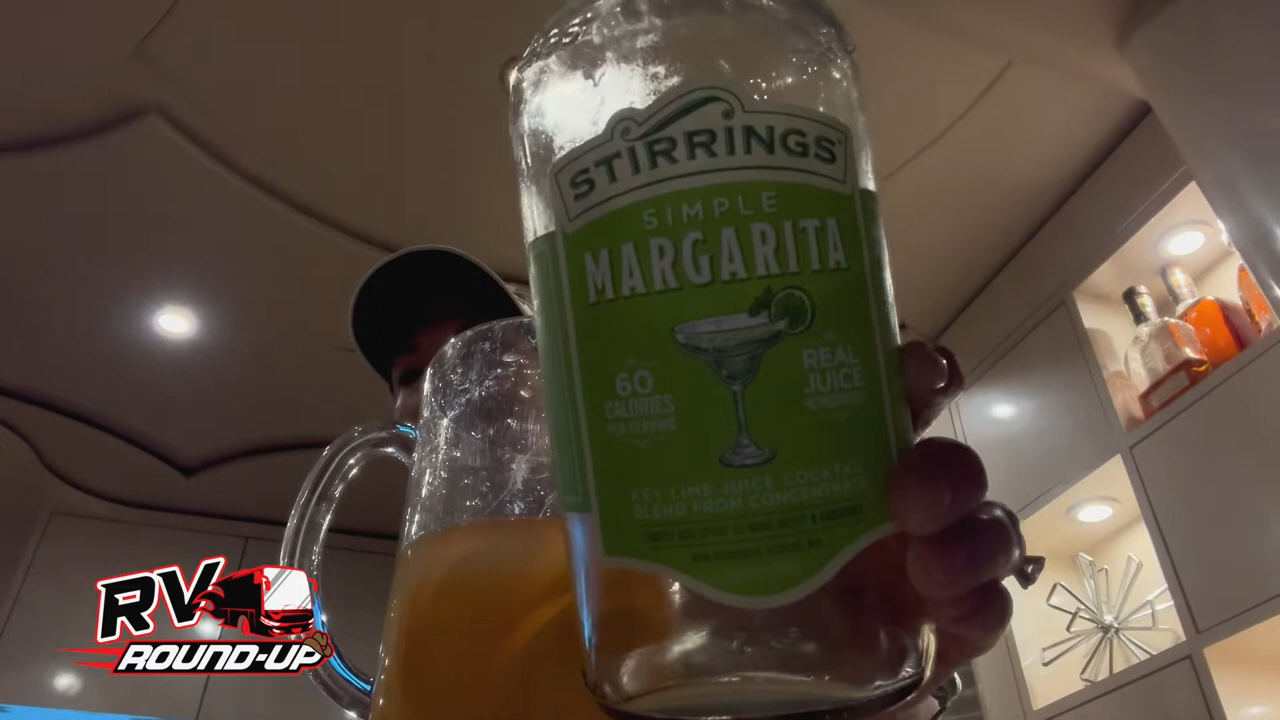 STIRRINGS
SIMPLE
MARGARITA
60
CALORIES
PER SERVING
REAL
JUICE
KEY LIME JUICE COCKTAIL
BLEND FROM CONCENTRATE
RV
ROUND-UP